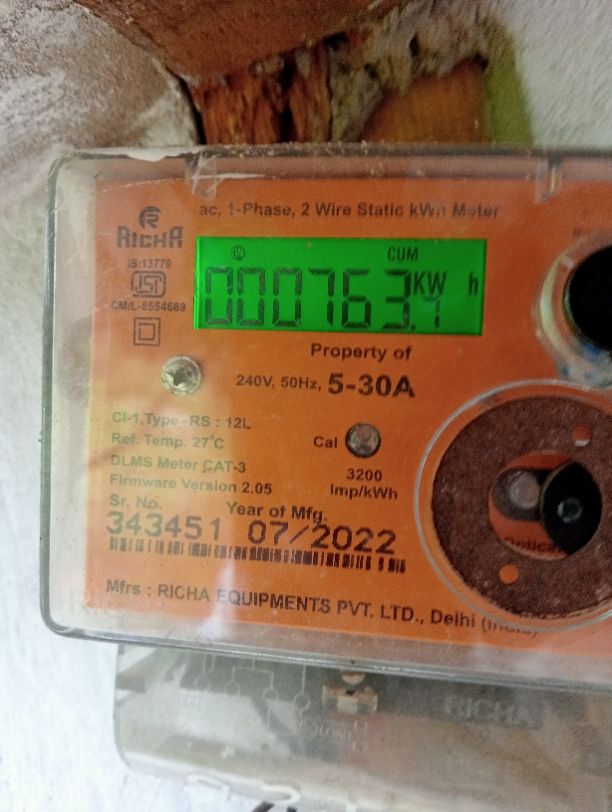 ac, 1-Phase, 2 Wire Static kWh Meter
RICHA
IS:13779
ISI
CM/L-8554689
IN CUM
000763.1 KW h
Property of
240V, 50Hz, 5-30A
Cl-1,Type - RS : 12L
Ref. Temp. 27°C
Cal
DLMS Meter CAT-3
3200
Imp/kWh
Firmware Version 2.05
Sr. No. Year of Mfg.
343451 07/2022
Mfrs : RICHA EQUIPMENTS PVT. LTD., Delhi (India)
RICHA